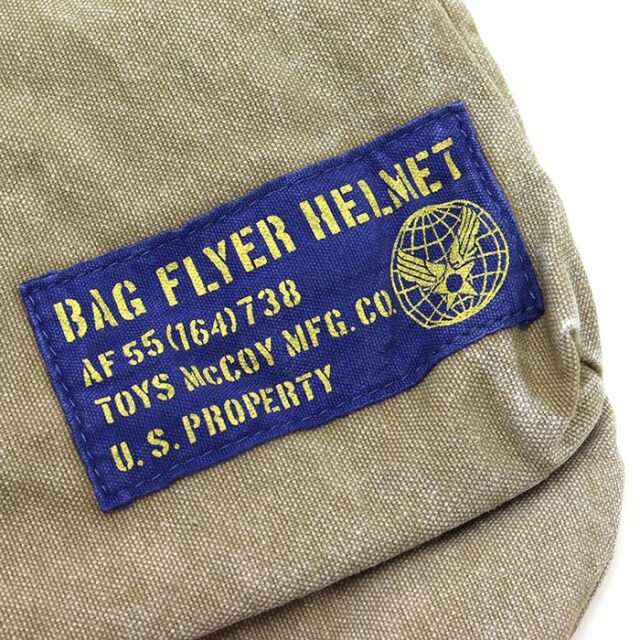 BAG FLYER HELMET
AF 55(164)738
TOYS McCOY MFG. CO.
U.S. PROPERTY